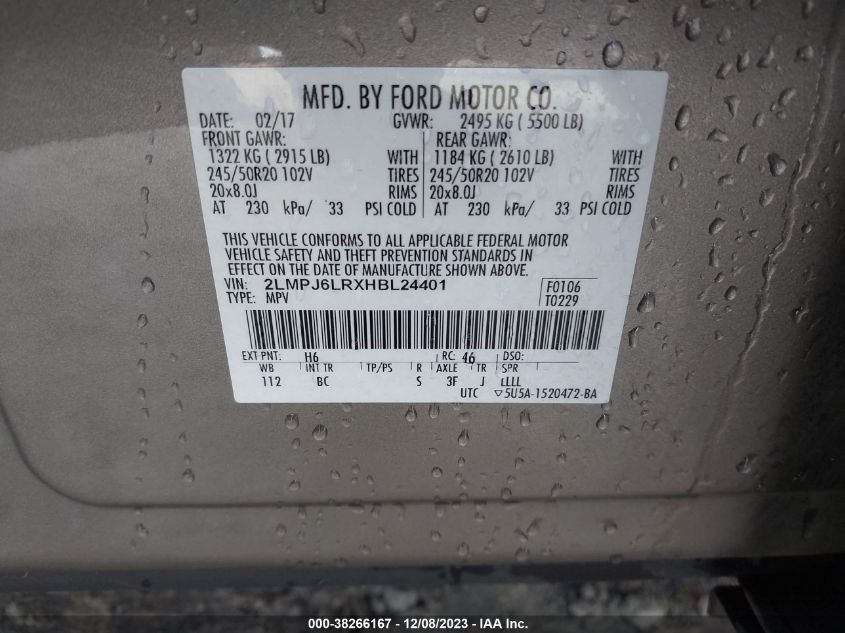 MFD. BY FORD MOTOR CO.
DATE: 02/17 GVWR: 2495 KG ( 5500 LB)
FRONT GAWR: REAR GAWR:
1322 KG ( 2915 LB) WITH 1184 KG ( 2610 LB) WITH
245/50R20 102V TIRES 245/50R20 102V TIRES
20x8.0J RIMS 20x8.0J RIMS
AT 230 kPa/ 33 PSI COLD AT 230 kPa/ 33 PSI COLD
THIS VEHICLE CONFORMS TO ALL APPLICABLE FEDERAL MOTOR
VEHICLE SAFETY AND THEFT PREVENTION STANDARDS IN
EFFECT ON THE DATE OF MANUFACTURE SHOWN ABOVE.
VIN: 2LMPJ6LRXHBL24401 F0106
TYPE: MPV T0229
EXT PNT: H6 RC: 46 DSO:
WB INT TR TP/PS R AXLE TR SPR
112 BC S 3F J LLLL
UTC ▽5U5A-1520472-BA
000-38266167 - 12/08/2023 - IAA Inc.